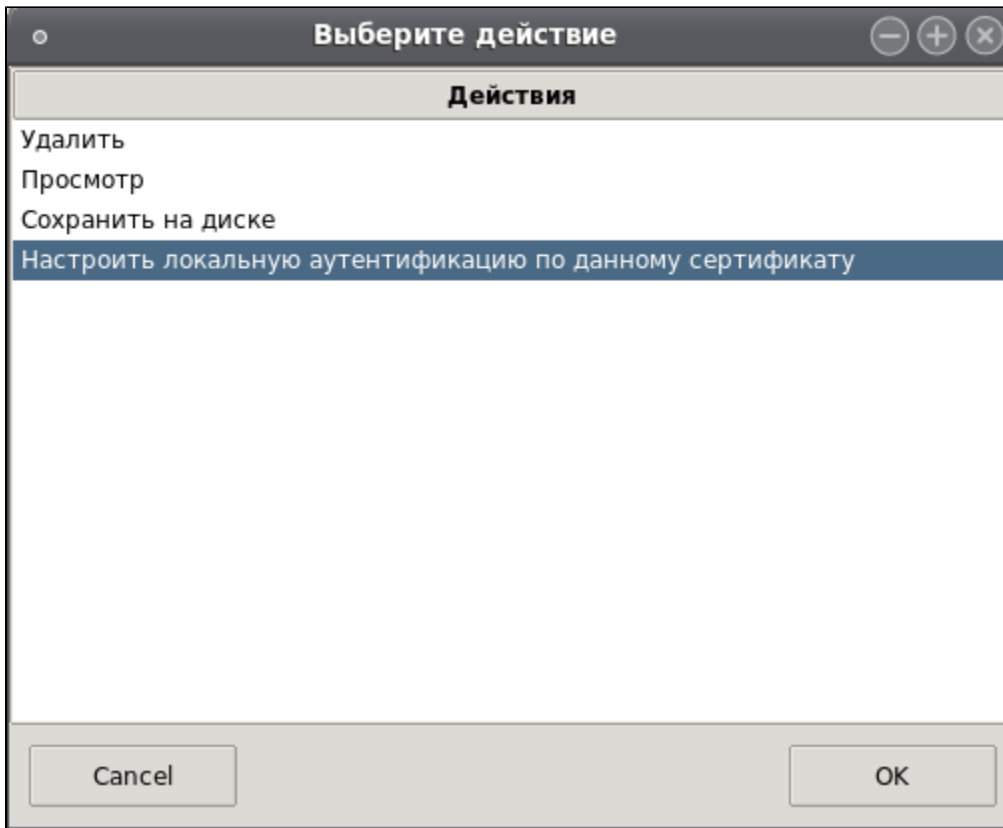 Выберите действие
Действия
Удалить
Просмотр
Сохранить на диске
Настроить локальную аутентификацию по данному сертификату
Cancel
OK